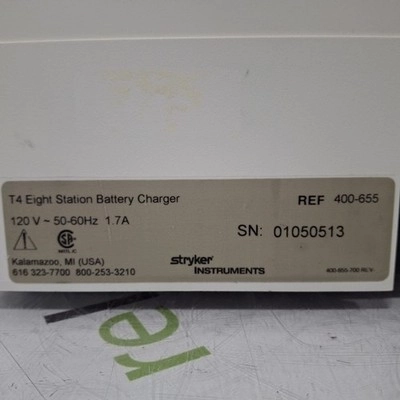 T4 Eight Station Battery Charger
REF 400-655
120 V ~ 50-60Hz 1.7A
SN: 01050513
Kalamazoo, MI (USA)
616 323-7700 800-253-3210
stryker
INSTRUMENTS
re